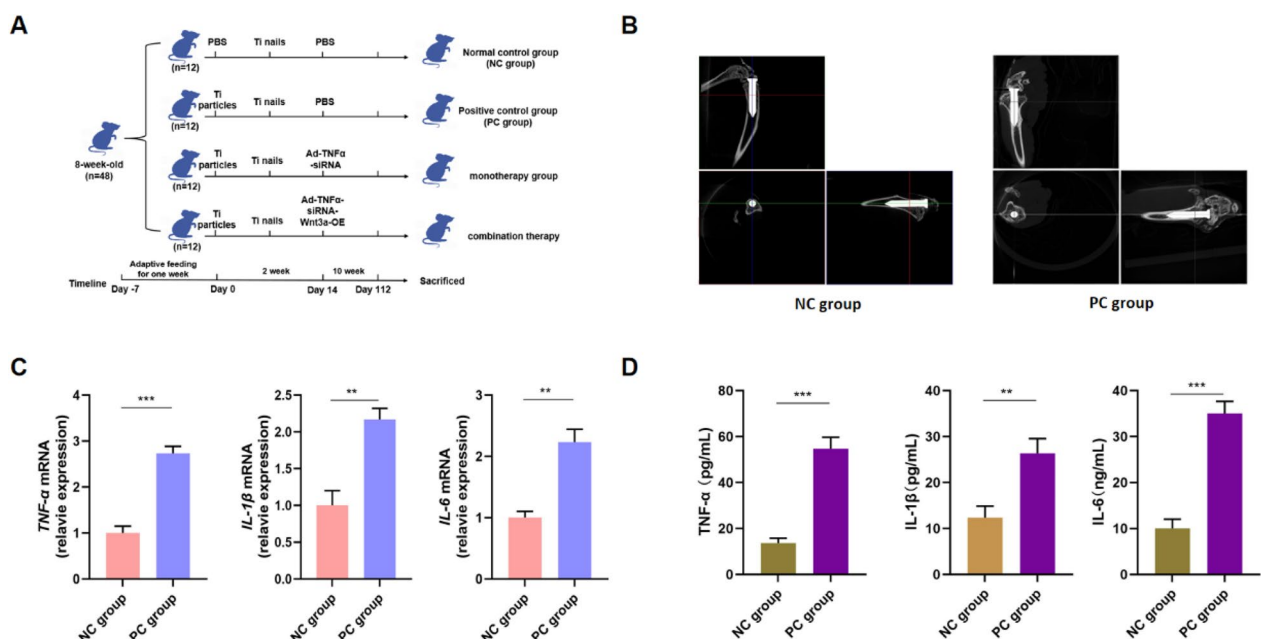 A
PBS Ti nails PBS
(n=12)
Normal control group
(NC group)
Ti
particles Ti nails PBS
(n=12)
Positive control group
(PC group)
8-week-old
(n=48)
Ti
particles Ti nails Ad-TNFα
-siRNA
(n=12)
monotherapy group
Ti
particles Ti nails Ad-TNFα-
siRNA-
Wnt3a-OE
(n=12)
combination therapy
Adaptive feeding
for one week
2 week 10 week
Timeline
Day -7 Day 0 Day 14 Day 112
Sacrificed
B
NC group
PC group
C
TNF-α mRNA
(relavie expression)
4
3
2
1
0
***
NC group
PC group
IL-1β mRNA
(relavie expression)
2.5
2.0
1.5
1.0
0.5
0.0
**
NC group
PC group
IL-6 mRNA
(relavie expression)
3
2
1
0
**
NC group
PC group
D
TNF-α (pg/mL)
80
60
40
20
0
***
NC group
PC group
IL-1β(pg/mL)
40
30
20
10
0
**
NC group
PC group
IL-6(ng/mL)
40
30
20
10
0
***
NC group
PC group